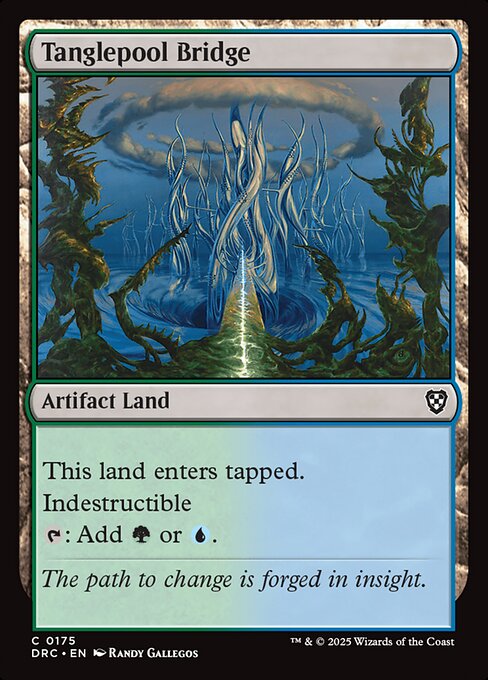 Tanglepool Bridge
Artifact Land
This land enters tapped.
Indestructible
: Add or .
The path to change is forged in insight.
C 0175
DRC • EN RANDY GALLEGOS
™ & © 2025 Wizards of the Coast